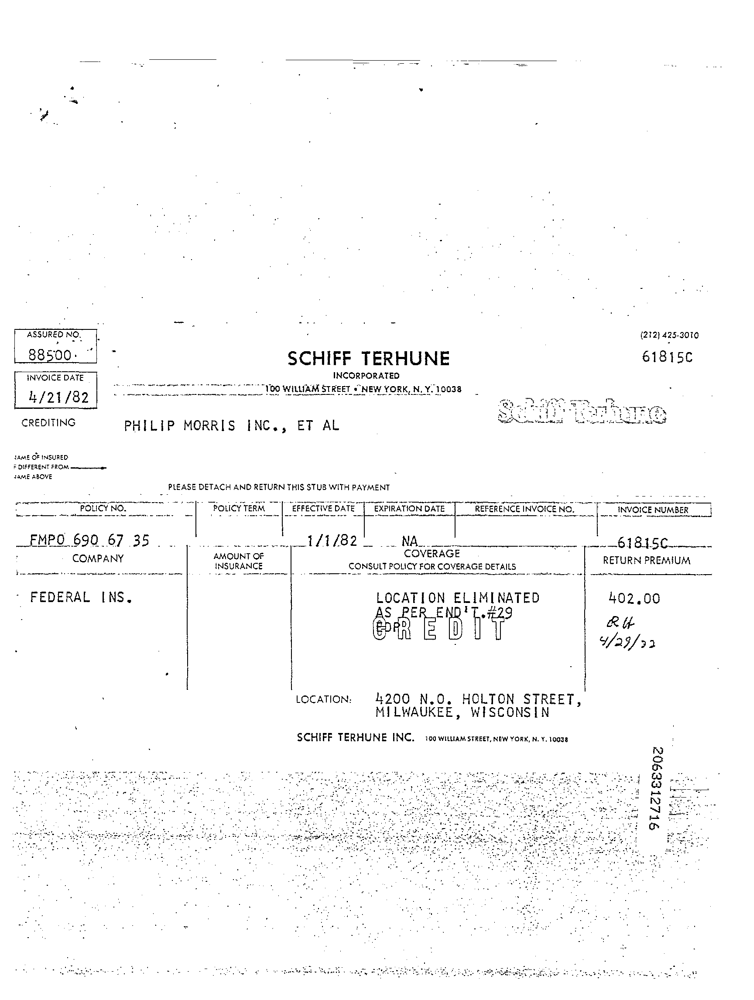 ASSURED NO.
88500
(212) 425-3010
SCHIFF TERHUNE
61815C
INCORPORATED
INVOICE DATE
100 WILLIAM STREET • NEW YORK, N. Y. 10038
4/21/82
Schiff Terhune
CREDITING
PHILIP MORRIS INC., ET AL
NAME OF INSURED
IF DIFFERENT FROM
NAME ABOVE
PLEASE DETACH AND RETURN THIS STUB WITH PAYMENT
POLICY NO. POLICY TERM EFFECTIVE DATE EXPIRATION DATE REFERENCE INVOICE NO. INVOICE NUMBER
FMPO 690 67 35 1/1/82 NA 61815C
COMPANY AMOUNT OF INSURANCE COVERAGE RETURN PREMIUM
CONSULT POLICY FOR COVERAGE DETAILS
FEDERAL INS. LOCATION ELIMINATED 402.00
AS PER END'T.#29
CREDIT
RH
LOCATION: 4200 N.O. HOLTON STREET,
MILWAUKEE, WISCONSIN
SCHIFF TERHUNE INC. 100 WILLIAM STREET, NEW YORK, N. Y. 10038
2063312716